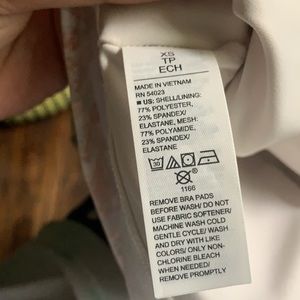 XS
TP
ECH
MADE IN VIETNAM
RN 54023
■ US: SHELL/LINING:
77% POLYESTER,
23% SPANDEX/
ELASTANE, MESH:
77% POLYAMIDE,
23% SPANDEX/
ELASTANE
30
1166
REMOVE BRA PADS
BEFORE WASH/ DO NOT
USE FABRIC SOFTENER/
MACHINE WASH COLD
GENTLE CYCLE/ WASH
AND DRY WITH LIKE
COLORS/ ONLY NON-
CHLORINE BLEACH
WHEN NEEDED/
REMOVE PROMPTLY